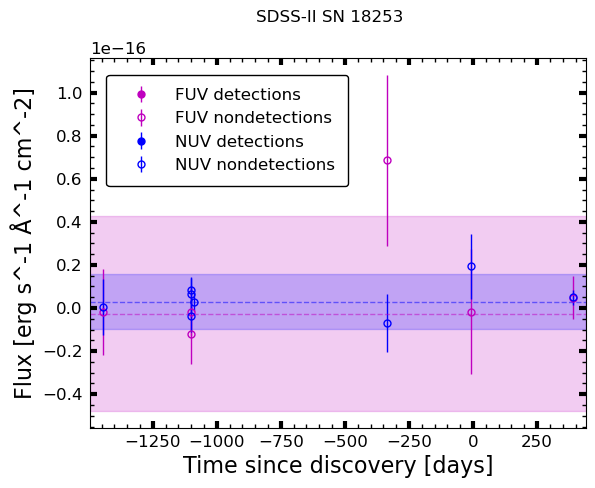 SDSS-II SN 18253
1e−16
FUV detections
FUV nondetections
NUV detections
NUV nondetections
1.0
0.8
0.6
0.4
0.2
0.0
−0.2
−0.4
Flux [erg s^-1 Å^-1 cm^-2]
−1250 −1000 −750 −500 −250 0 250
Time since discovery [days]